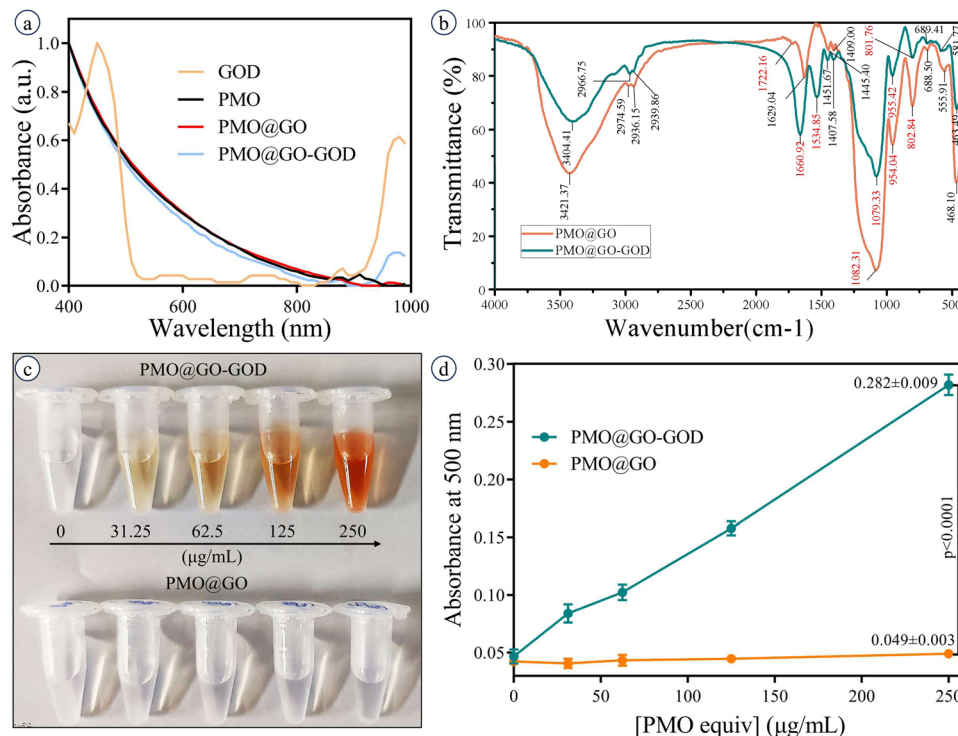 a
Absorbance (a.u.)
1.0
0.8
0.6
0.4
0.2
0.0
400
600
800
1000
Wavelength (nm)
GOD
PMO
PMO@GO
PMO@GO-GOD
b
Transmittance (%)
100
80
60
40
20
0
4000
3500
3000
2500
2000
1500
1000
500
Wavenumber(cm-1)
3404.41
3421.37
2966.75
2974.59
2936.15
2939.86
1722.16
1629.04
1660.92
1534.85
1451.67
1407.58
1409.00
1445.40
1079.33
1082.31
801.76
955.42
954.04
802.84
689.41
688.50
555.91
581.77
463.49
468.10
PMO@GO
PMO@GO-GOD
c
PMO@GO-GOD
0 31.25 62.5 125 250
(μg/mL)
PMO@GO
d
Absorbance at 500 nm
0.30
0.25
0.20
0.15
0.10
0.05
0
50
100
150
200
250
[PMO equiv] (μg/mL)
PMO@GO-GOD
PMO@GO
0.282±0.009
p<0.0001
0.049±0.003